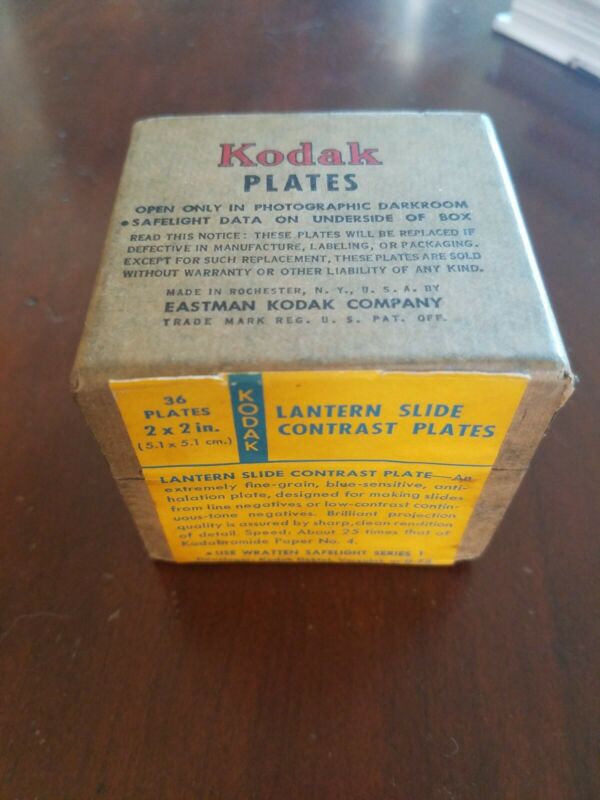 Kodak
PLATES
OPEN ONLY IN PHOTOGRAPHIC DARKROOM
• SAFELIGHT DATA ON UNDERSIDE OF BOX
READ THIS NOTICE: THESE PLATES WILL BE REPLACED IF
DEFECTIVE IN MANUFACTURE, LABELING, OR PACKAGING.
EXCEPT FOR SUCH REPLACEMENT, THESE PLATES ARE SOLD
WITHOUT WARRANTY OR OTHER LIABILITY OF ANY KIND.
MADE IN ROCHESTER, N. Y., U. S. A. BY
EASTMAN KODAK COMPANY
TRADE MARK REG. U. S. PAT. OFF.
36
PLATES
2 x 2 in.
(5.1 x 5.1 cm.)
KODAK
LANTERN SLIDE
CONTRAST PLATES
LANTERN SLIDE CONTRAST PLATE—An
extremely fine-grain, blue-sensitive, anti-
halation plate, designed for making slides
from line negatives or low-contrast contin-
uous-tone negatives. Brilliant projection
quality is assured by sharp, clean rendition
of detail. Speed: About 25 times that of
Kodabromide Paper No. 4.
• USE WRATTEN SAFELIGHT SERIES 1
Kodak